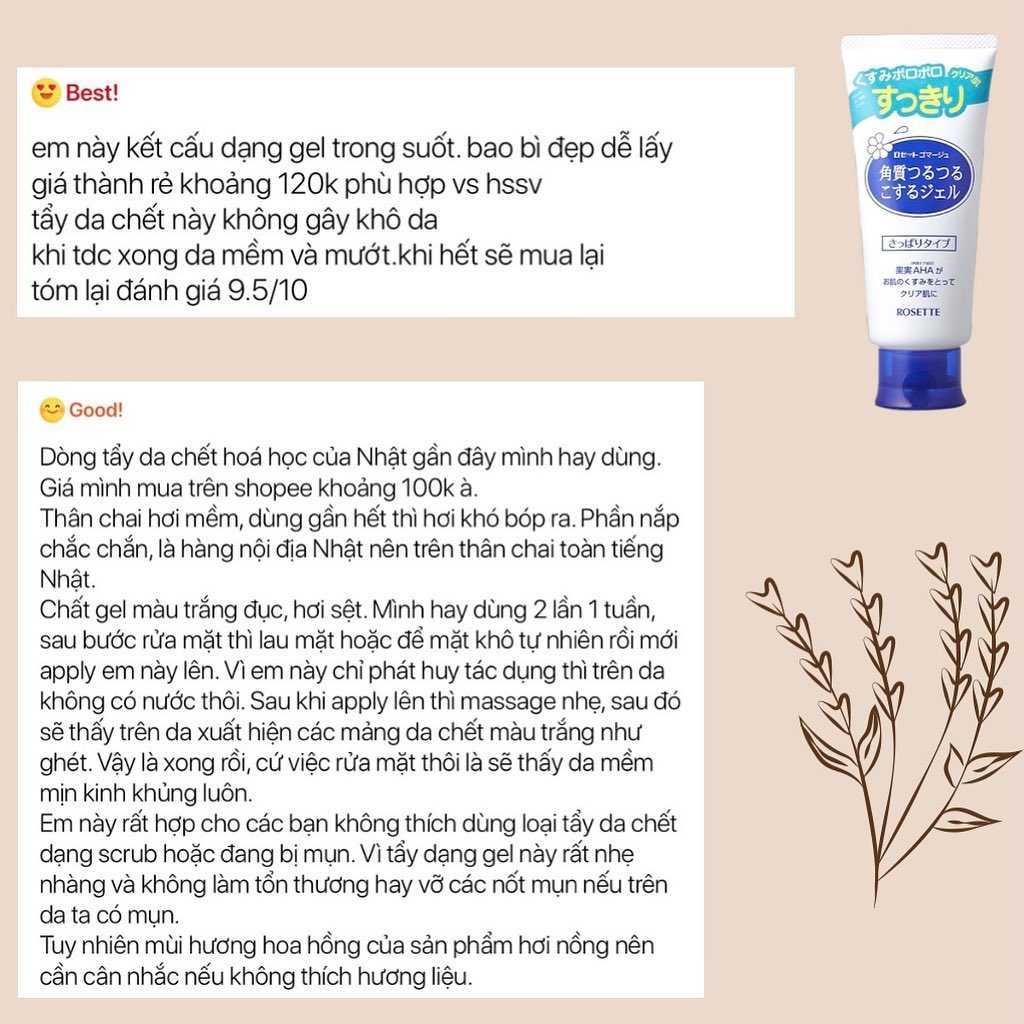 Best!
em này kết cấu dạng gel trong suốt. bao bì đẹp dễ lấy
giá thành rẻ khoảng 120k phù hợp vs hssv
tẩy da chết này không gây khô da
khi tdc xong da mềm và mướt.khi hết sẽ mua lại
tóm lại đánh giá 9.5/10
くすみポロポロ
クリア肌
すっきり
ロゼットゴマージュ
角質つるつる
こするジェル
さっぱりタイプ
果実AHAが
お肌のくすみをとって
クリア肌に
ROSETTE
Good!
Dòng tẩy da chết hoá học của Nhật gần đây mình hay dùng.
Giá mình mua trên shopee khoảng 100k à.
Thân chai hơi mềm, dùng gần hết thì hơi khó bóp ra. Phần nắp
chắc chắn, là hàng nội địa Nhật nên trên thân chai toàn tiếng
Nhật.
Chất gel màu trắng đục, hơi sệt. Mình hay dùng 2 lần 1 tuần,
sau bước rửa mặt thì lau mặt hoặc để mặt khô tự nhiên rồi mới
apply em này lên. Vì em này chỉ phát huy tác dụng thì trên da
không có nước thôi. Sau khi apply lên thì massage nhẹ, sau đó
sẽ thấy trên da xuất hiện các mảng da chết màu trắng như
ghét. Vậy là xong rồi, cứ việc rửa mặt thôi là sẽ thấy da mềm
mịn kinh khủng luôn.
Em này rất hợp cho các bạn không thích dùng loại tẩy da chết
dạng scrub hoặc đang bị mụn. Vì tẩy dạng gel này rất nhẹ
nhàng và không làm tổn thương hay vỡ các nốt mụn nếu trên
da ta có mụn.
Tuy nhiên mùi hương hoa hồng của sản phẩm hơi nồng nên
cần cân nhắc nếu không thích hương liệu.